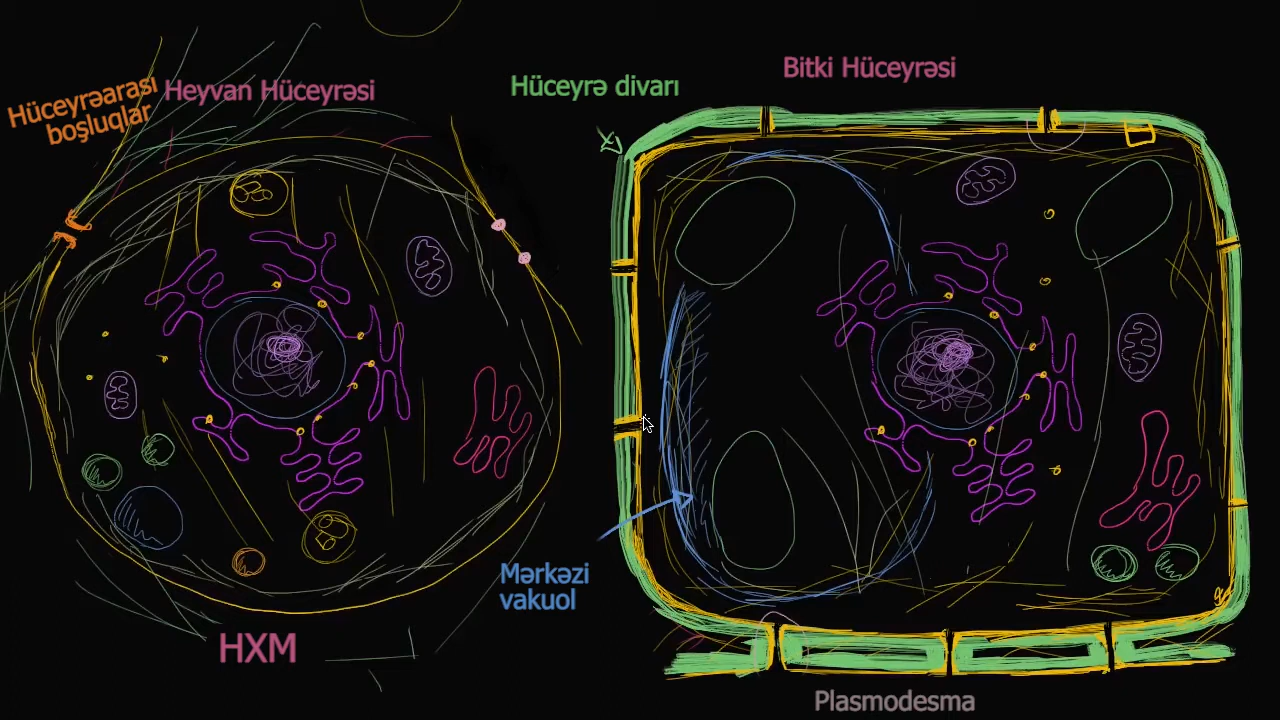 Hüceyrəarası
boşluqlar
Heyvan Hüceyrəsi
Hüceyrə divarı
Bitki Hüceyrəsi
Mərkəzi
vakuol
HXM
Plasmodesma